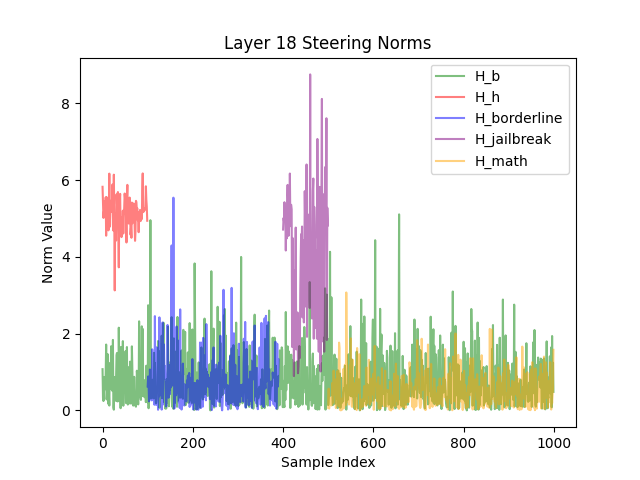 Layer 18 Steering Norms
H_b
H_h
H_borderline
H_jailbreak
H_math
Norm Value
8
6
4
2
0
0
200
400
600
800
1000
Sample Index